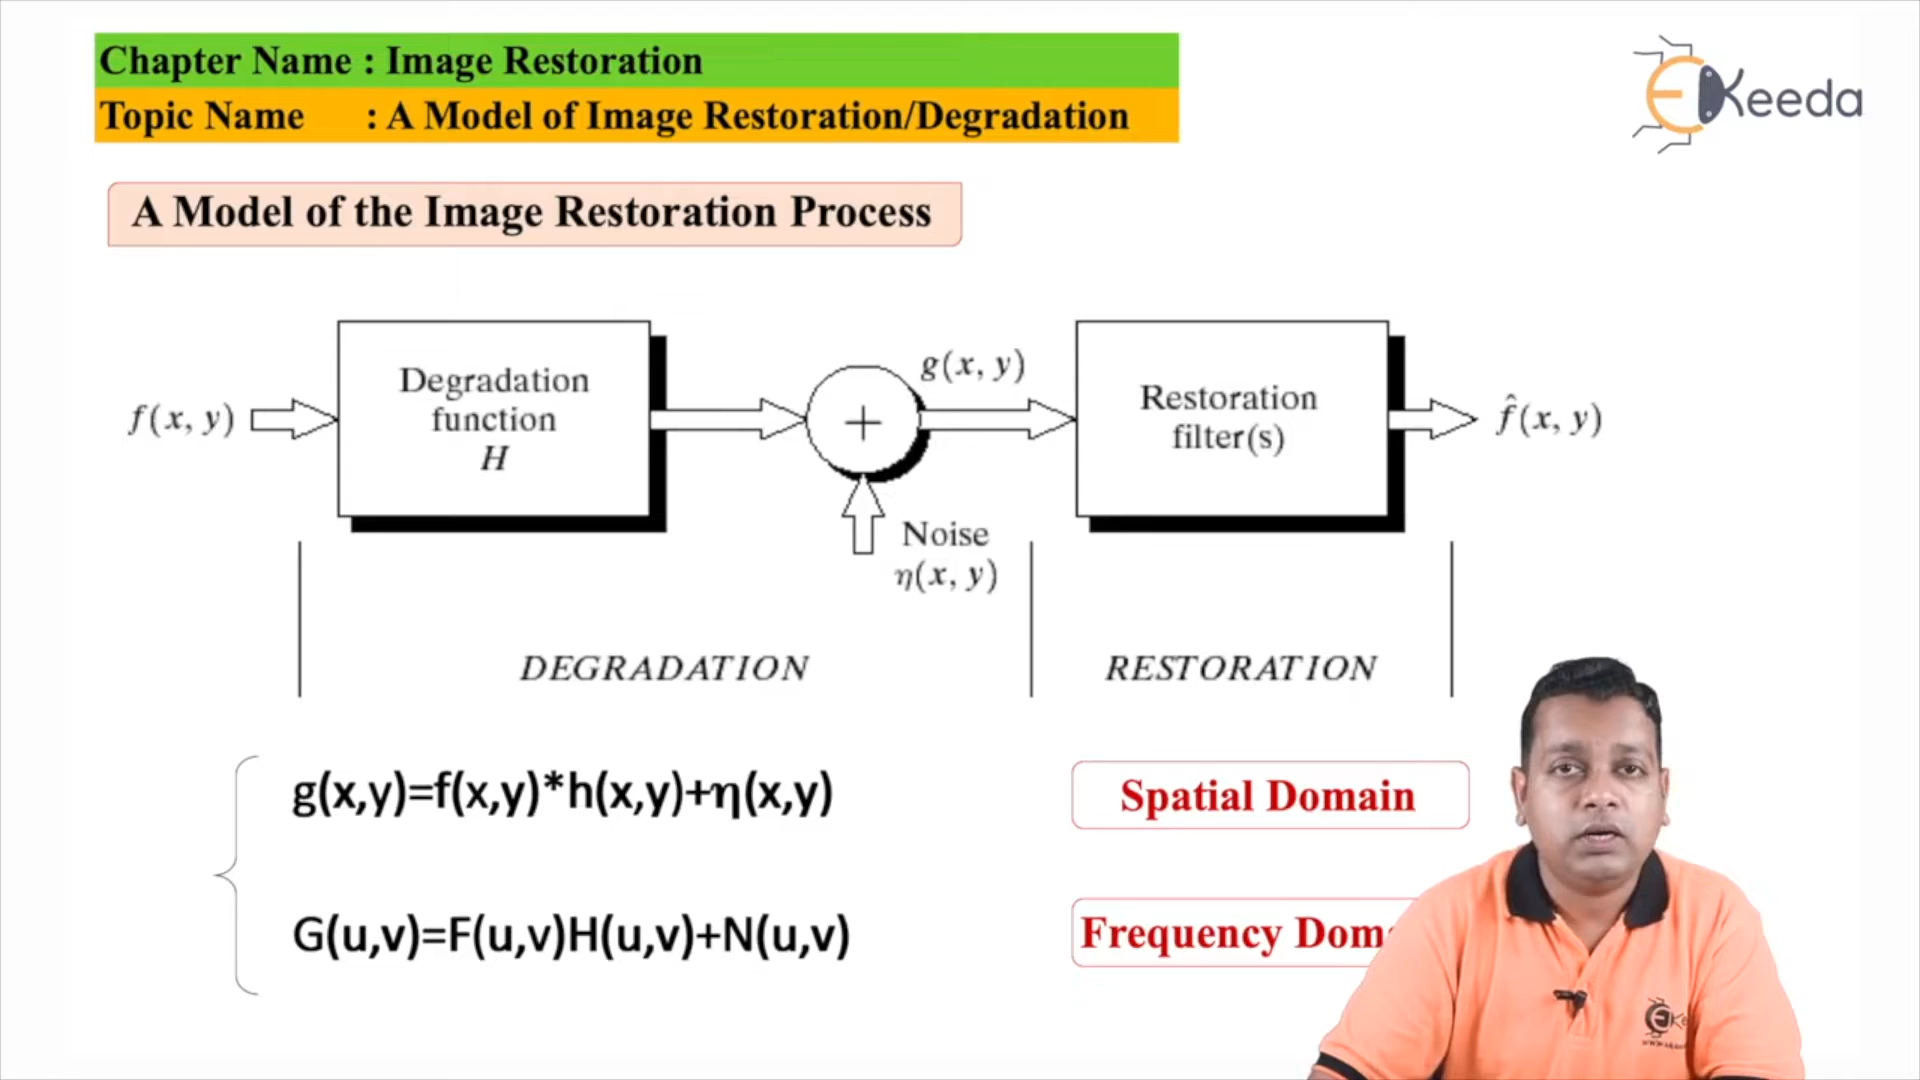 Chapter Name : Image Restoration
Topic Name : A Model of Image Restoration/Degradation
EKeeda
A Model of the Image Restoration Process
f(x, y)
Degradation
function
H
+
Noise
η(x, y)
g(x, y)
Restoration
filter(s)
f̂(x, y)
DEGRADATION
RESTORATION
g(x,y)=f(x,y)*h(x,y)+η(x,y)
Spatial Domain
G(u,v)=F(u,v)H(u,v)+N(u,v)
Frequency